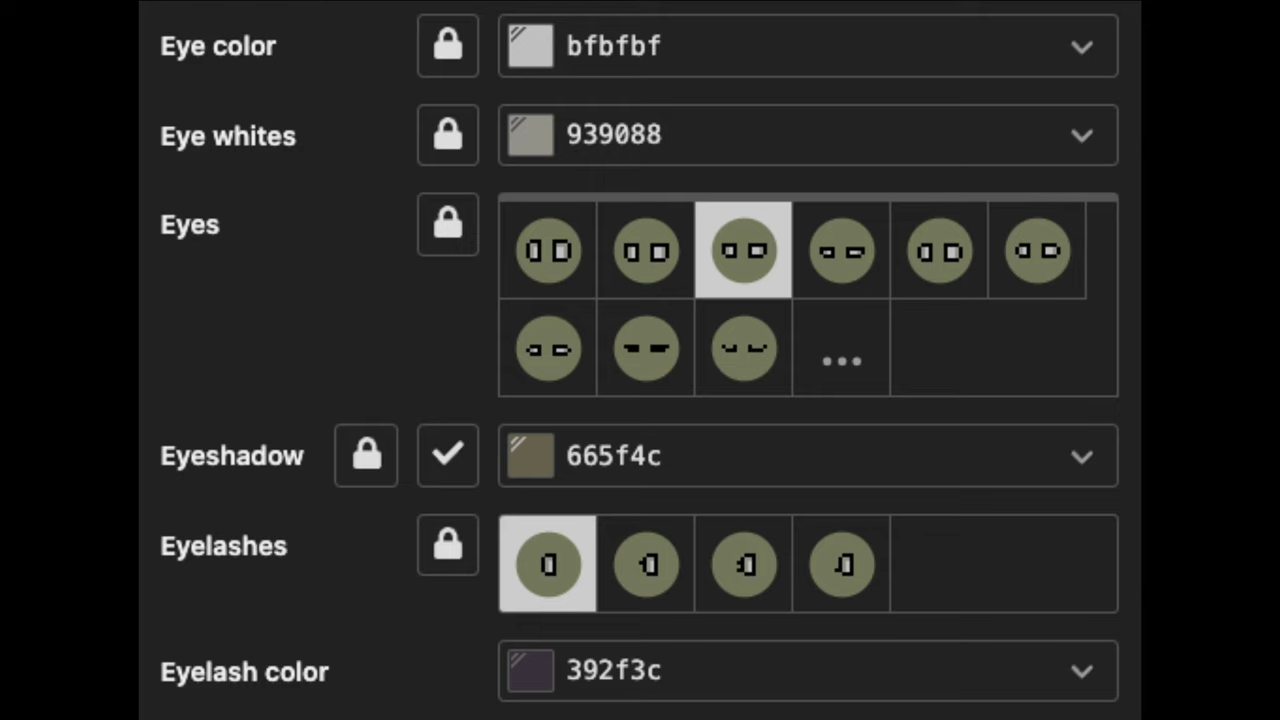 Eye color bfbfbf
Eye whites 939088
Eyes
...
Eyeshadow 665f4c
Eyelashes
Eyelash color 392f3c